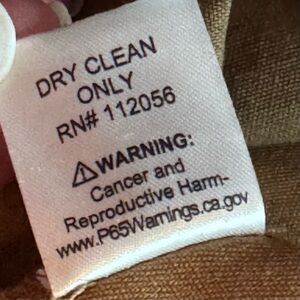 DRY CLEAN
ONLY
RN# 112056
⚠WARNING:
Cancer and
Reproductive Harm-
www.P65Warnings.ca.gov